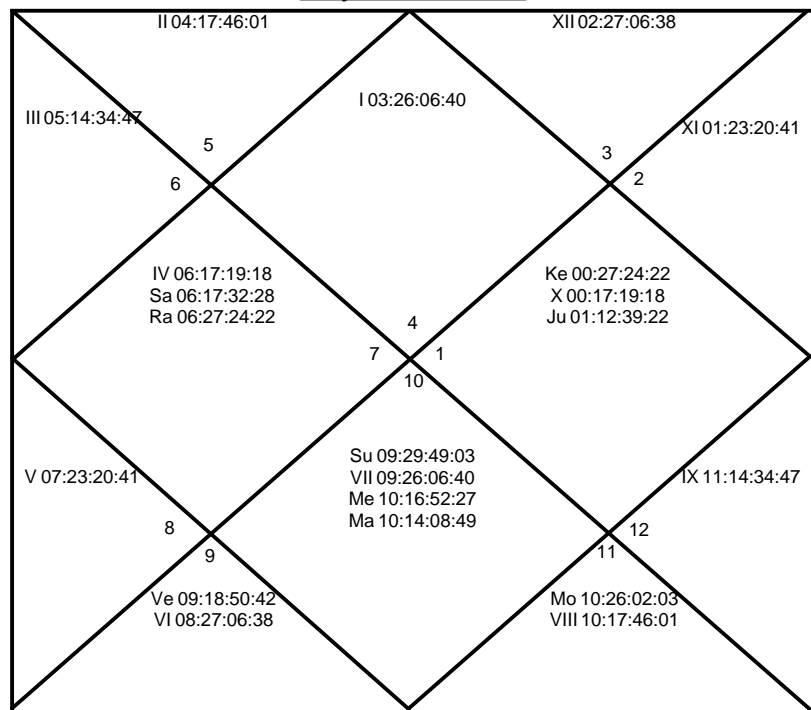 II 04:17:46:01
XII 02:27:06:38
I 03:26:06:40
III 05:14:34:47
XI 01:23:20:41
5
3
6
2
IV 06:17:19:18
Sa 06:17:32:28
Ra 06:27:24:22
Ke 00:27:24:22
X 00:17:19:18
Ju 01:12:39:22
4
7
1
10
Su 09:29:49:03
VII 09:26:06:40
Me 10:16:52:27
Ma 10:14:08:49
V 07:23:20:41
IX 11:14:34:47
8
12
9
11
Ve 09:18:50:42
VI 08:27:06:38
Mo 10:26:02:03
VIII 10:17:46:01